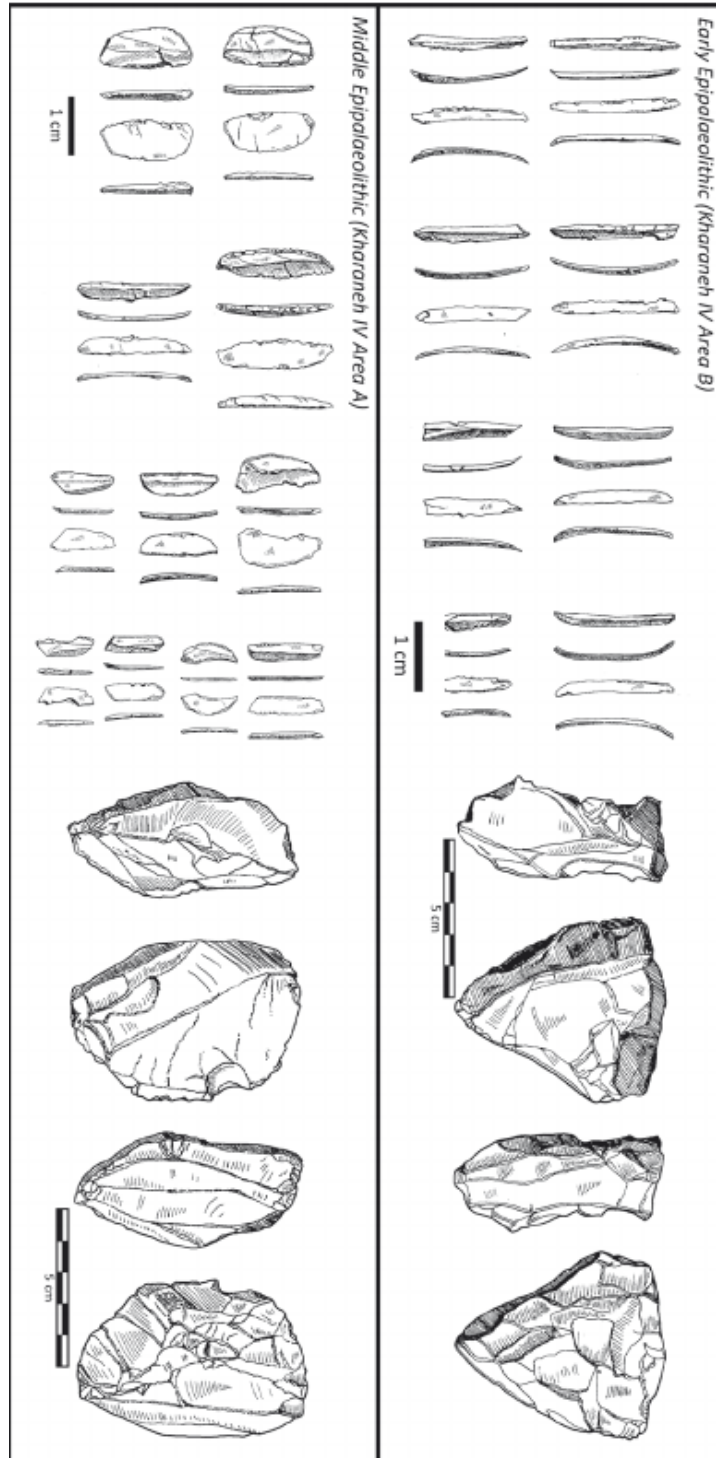 Early Epipalaeolithic (Kharaneh IV Area B)
1 cm
5 cm
Middle Epipalaeolithic (Kharaneh IV Area A)
1 cm
5 cm